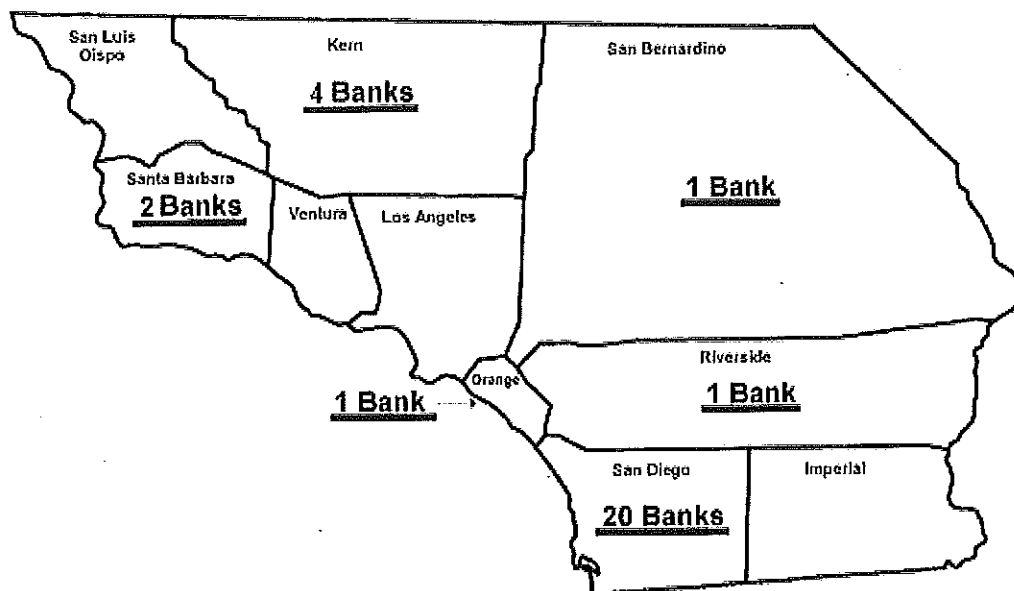 San Luis
Oispo
Kern
San Bernardino
4 Banks
Santa Barbara
2 Banks
Ventura
Los Angeles
1 Bank
Riverside
Orange
1 Bank
1 Bank
San Diego
Imperial
20 Banks